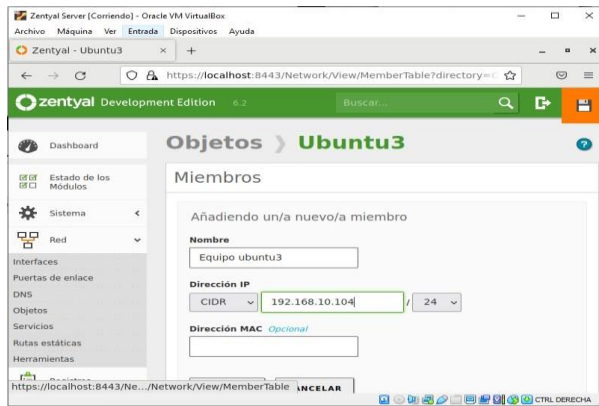 Zentyal Server [Corriendo] - Oracle VM VirtualBox
Archivo Máquina Ver Entrada Dispositivos Ayuda
Zentyal - Ubuntu3
https://localhost:8443/Network/View/MemberTable?directory=
zentyal Development Edition 6.2 Buscar...
Dashboard
Objetos Ubuntu3
Estado de los Módulos
Miembros
Sistema
Añadiendo un/a nuevo/a miembro
Red
Nombre
Equipo ubuntu3
Interfaces
Puertas de enlace
Dirección IP
DNS
CIDR 192.168.10.104 / 24
Objetos
Servicios
Dirección MAC Opcional
Rutas estáticas
Herramientas
https://localhost:8443/Ne.../Network/View/MemberTable
CTRL DERECHA